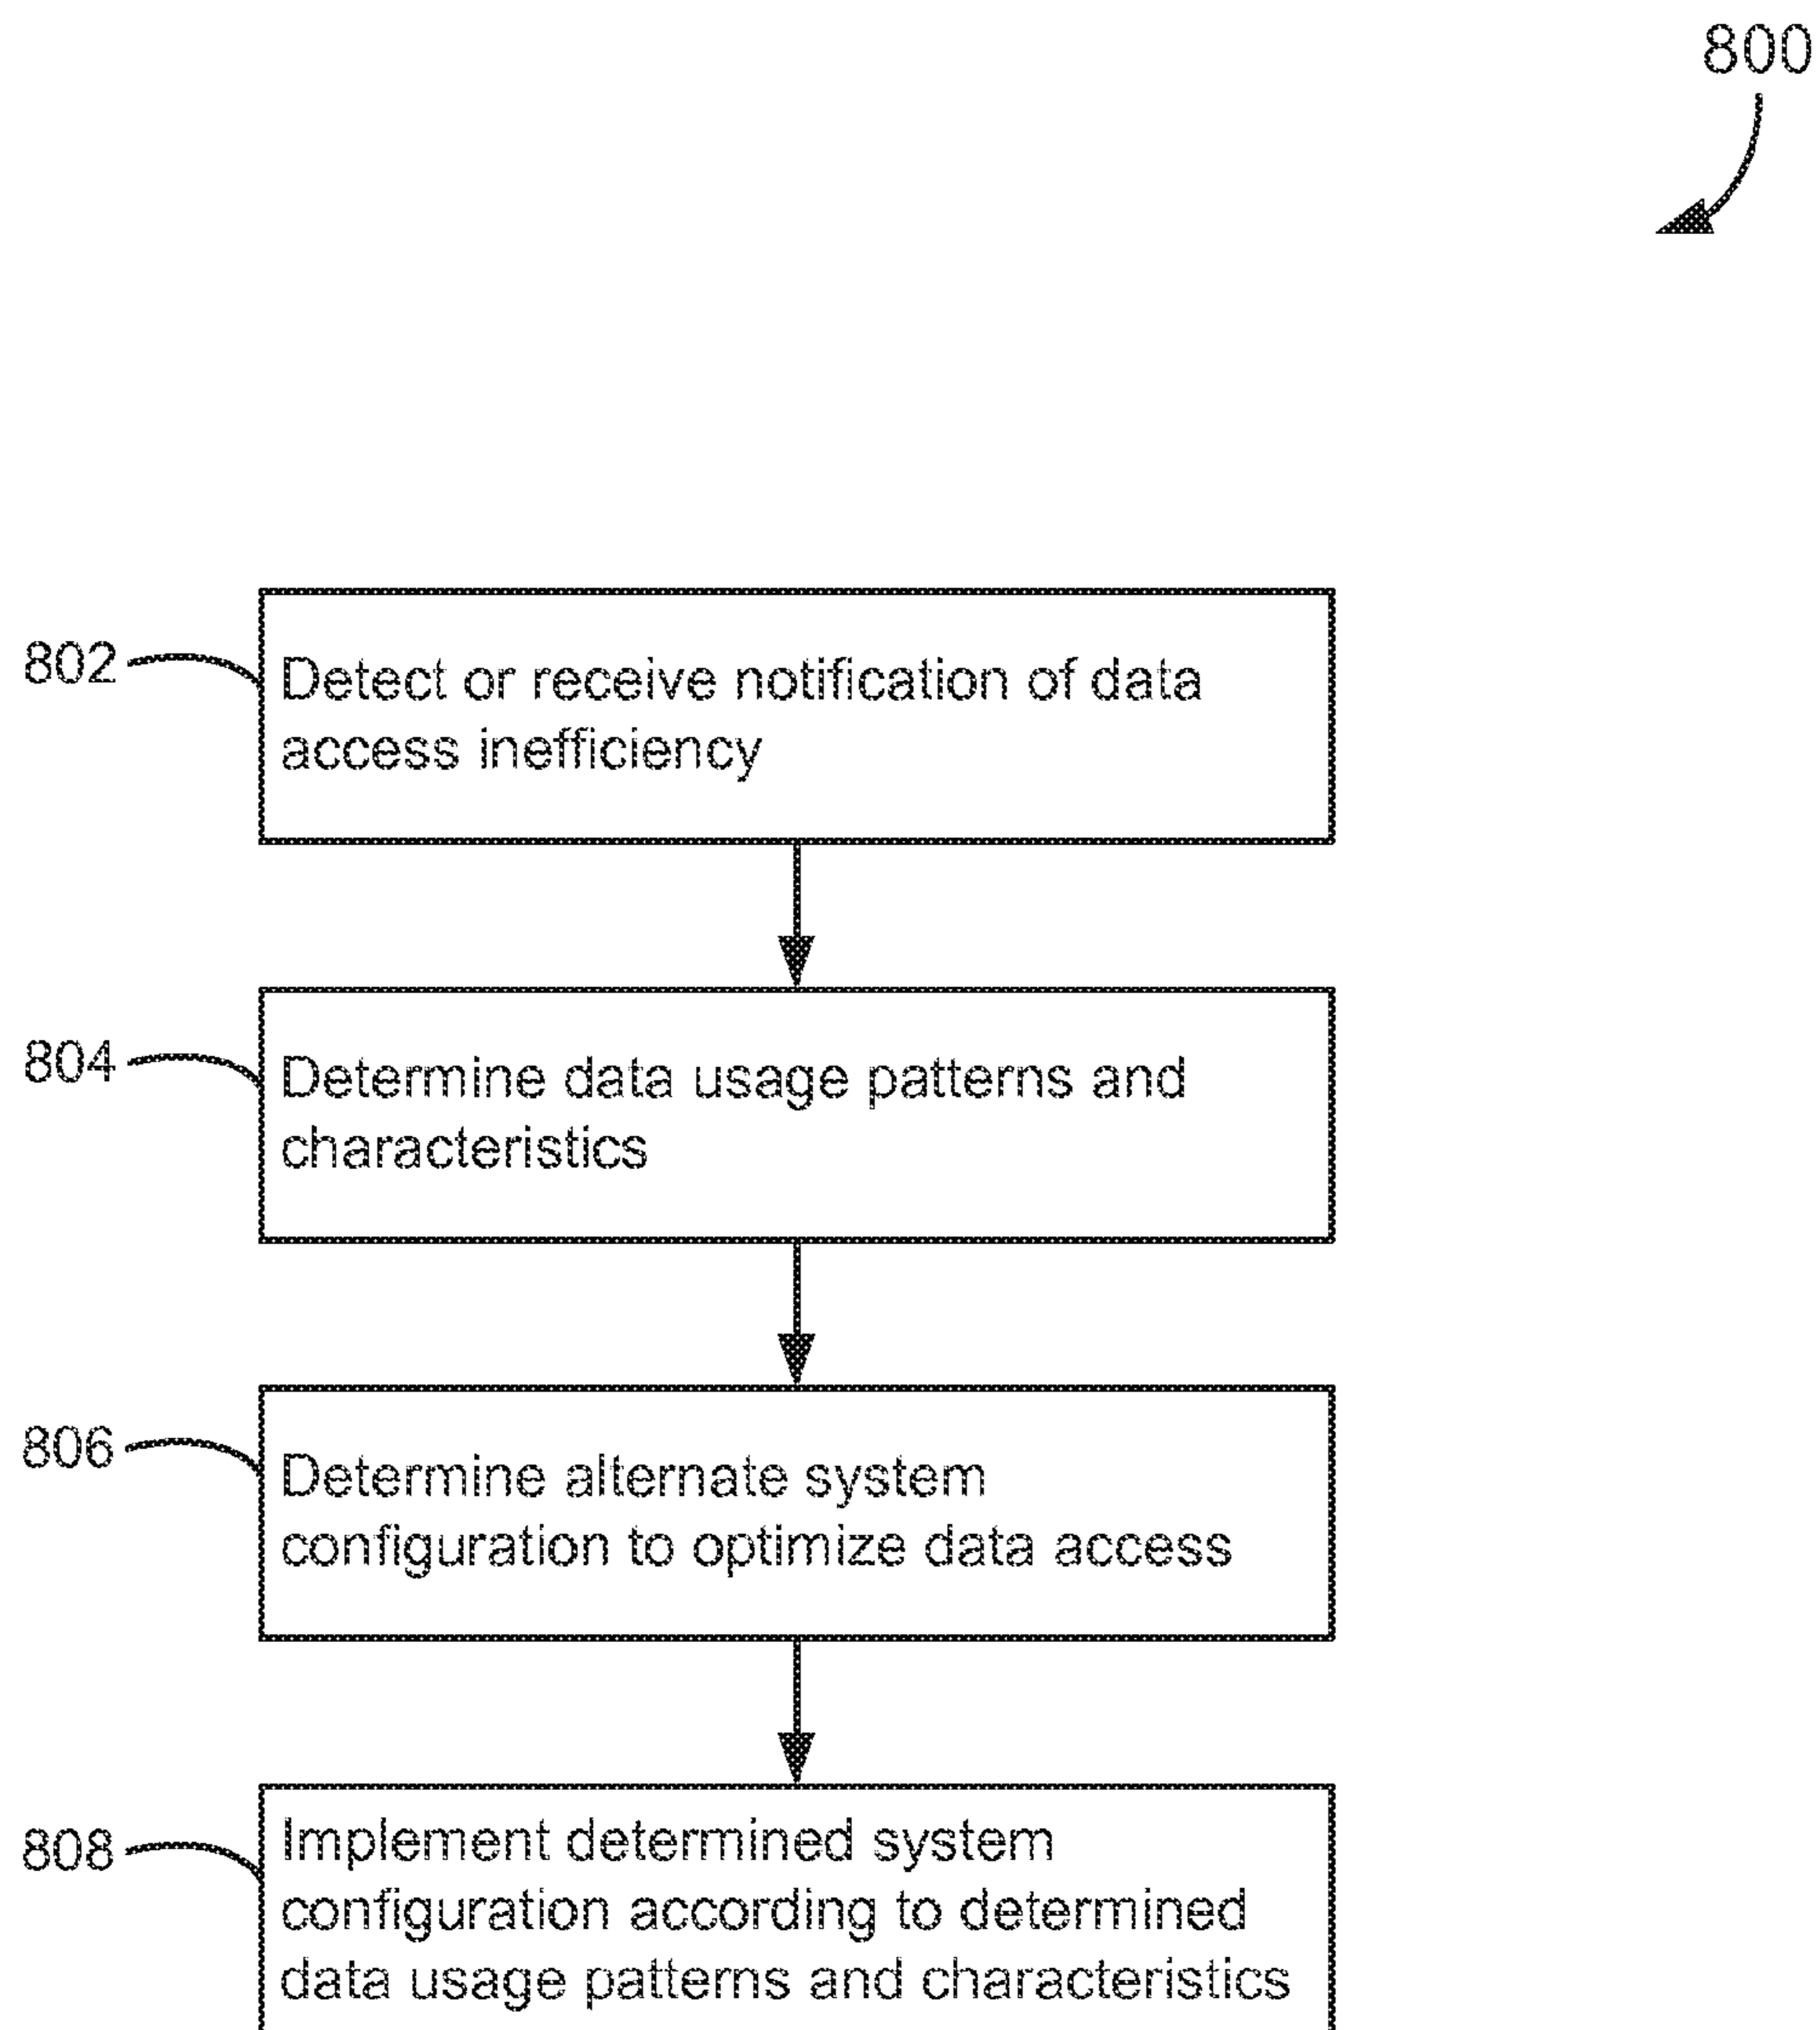 800
802
Detect or receive notification of data
access inefficiency
804
Determine data usage patterns and
characteristics
806
Determine alternate system
configuration to optimize data access
808
Implement determined system
configuration according to determined
data usage patterns and characteristics